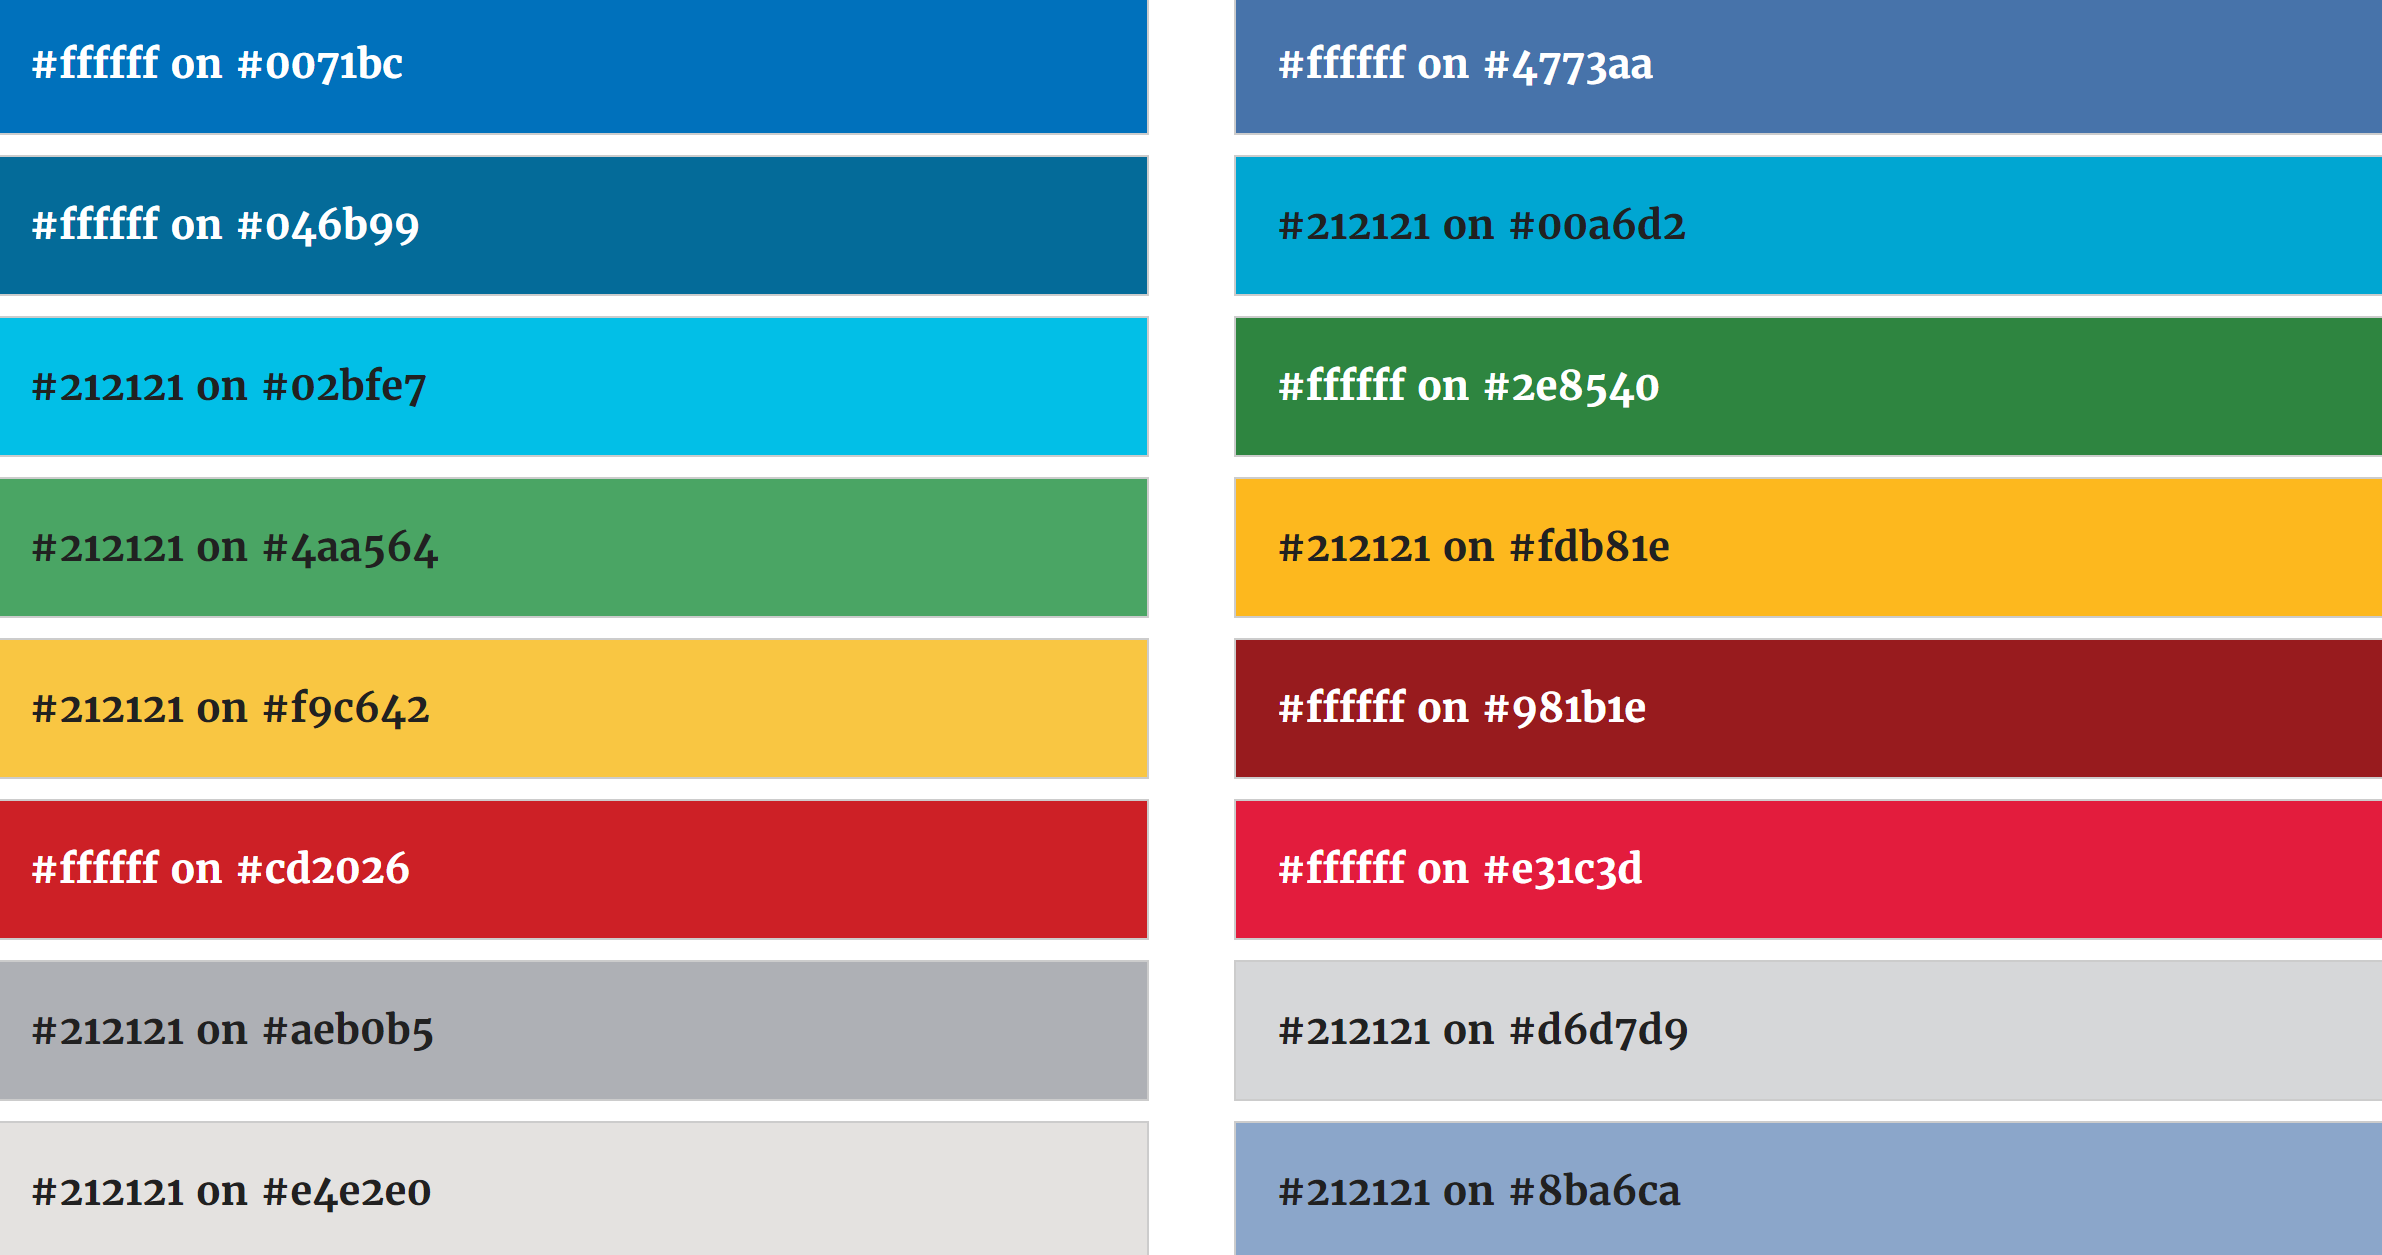 #ffffff on #0071bc
#ffffff on #4773aa
#ffffff on #046b99
#212121 on #00a6d2
#212121 on #02bfe7
#ffffff on #2e8540
#212121 on #4aa564
#212121 on #fdb81e
#212121 on #f9c642
#ffffff on #981b1e
#ffffff on #cd2026
#ffffff on #e31c3d
#212121 on #aeb0b5
#212121 on #d6d7d9
#212121 on #e4e2e0
#212121 on #8ba6ca